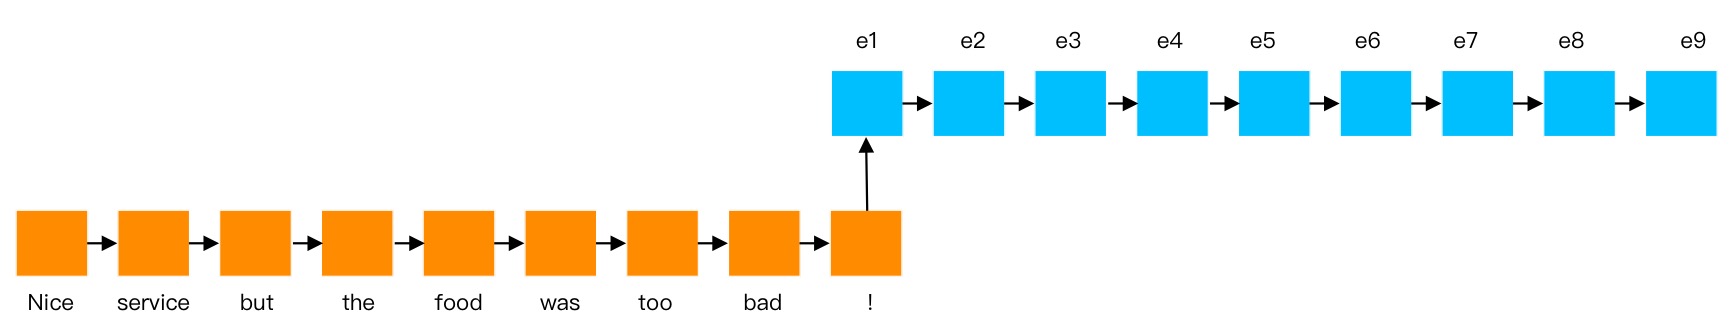 e1 e2 e3 e4 e5 e6 e7 e8 e9
Nice service but the food was too bad !